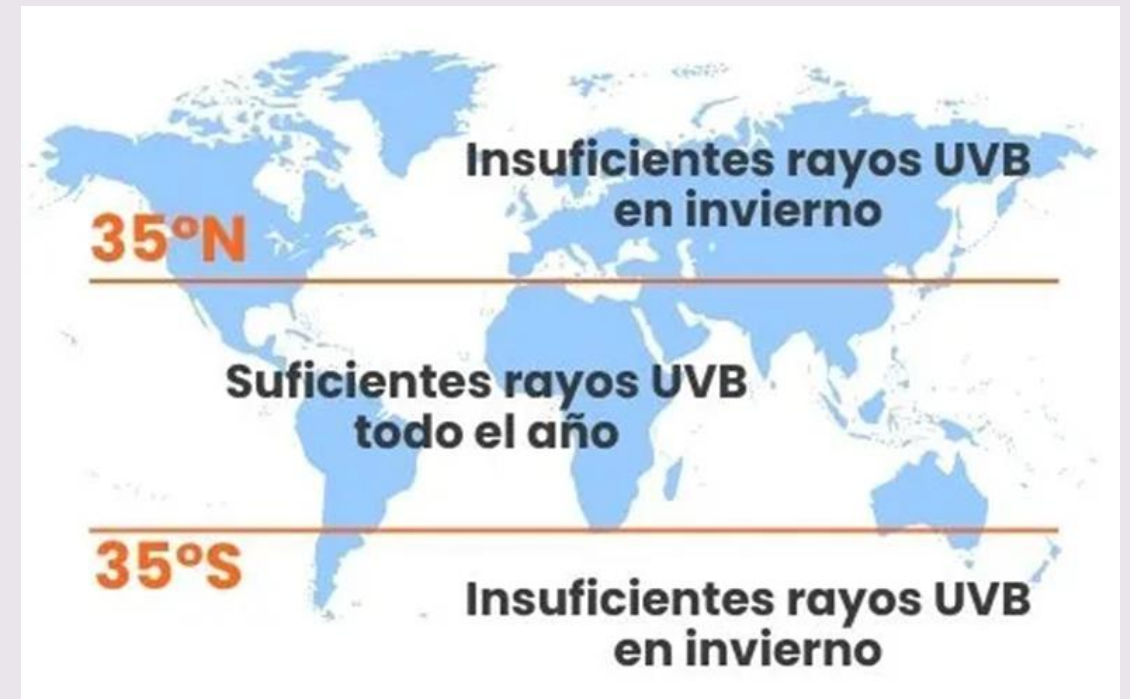 Insuficientes rayos UVB
en invierno
35°N
Suficientes rayos UVB
todo el año
35°S
Insuficientes rayos UVB
en invierno